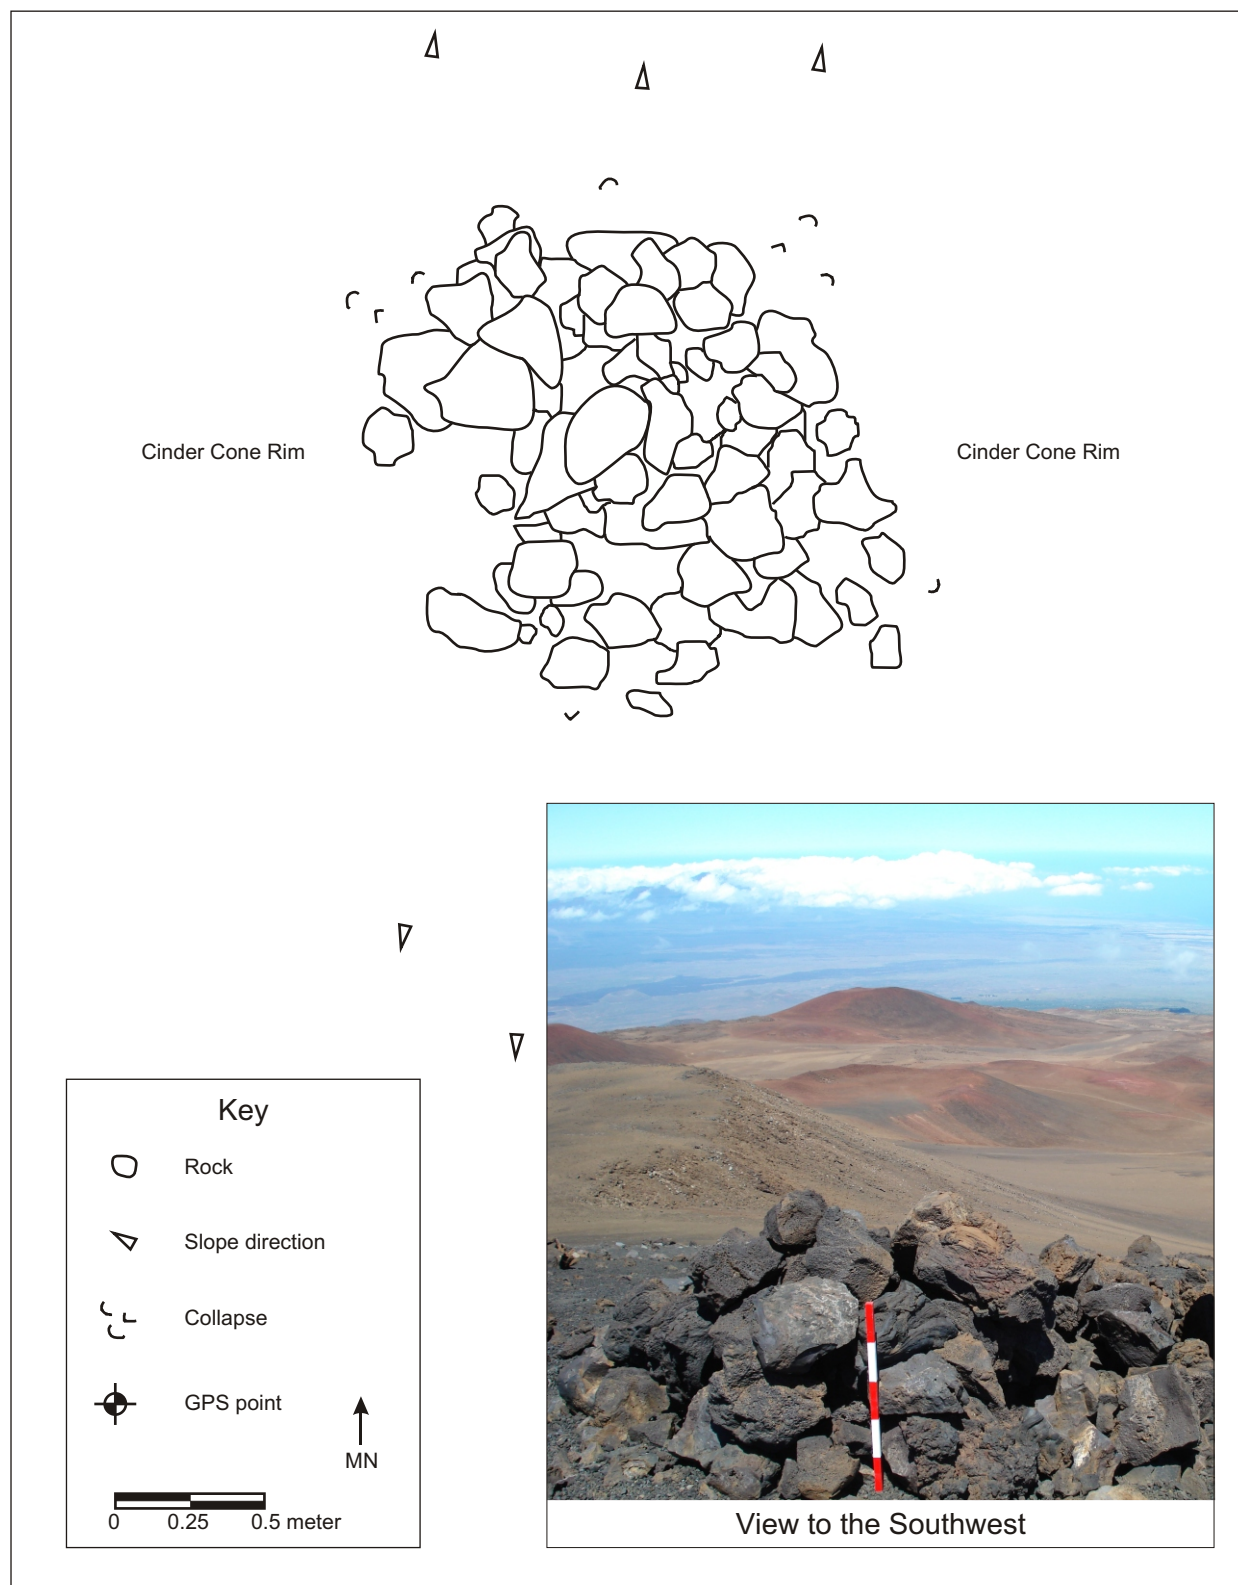 Cinder Cone Rim
Cinder Cone Rim
Key
Rock
Slope direction
Collapse
GPS point
MN
0 0.25 0.5 meter
View to the Southwest